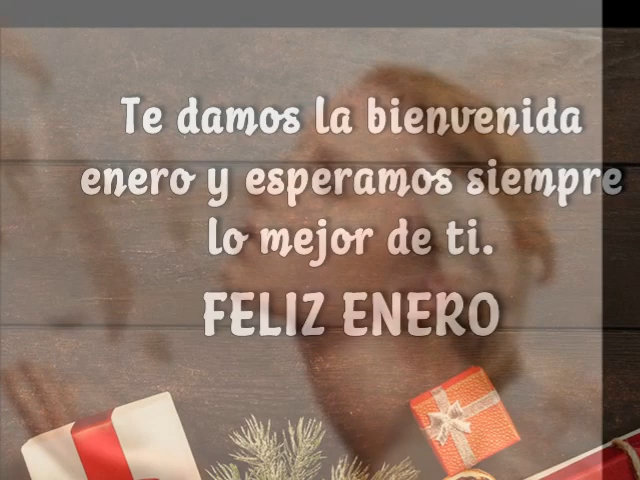 Te damos la bienvenida
enero y esperamos siempre
lo mejor de ti.
FELIZ ENERO